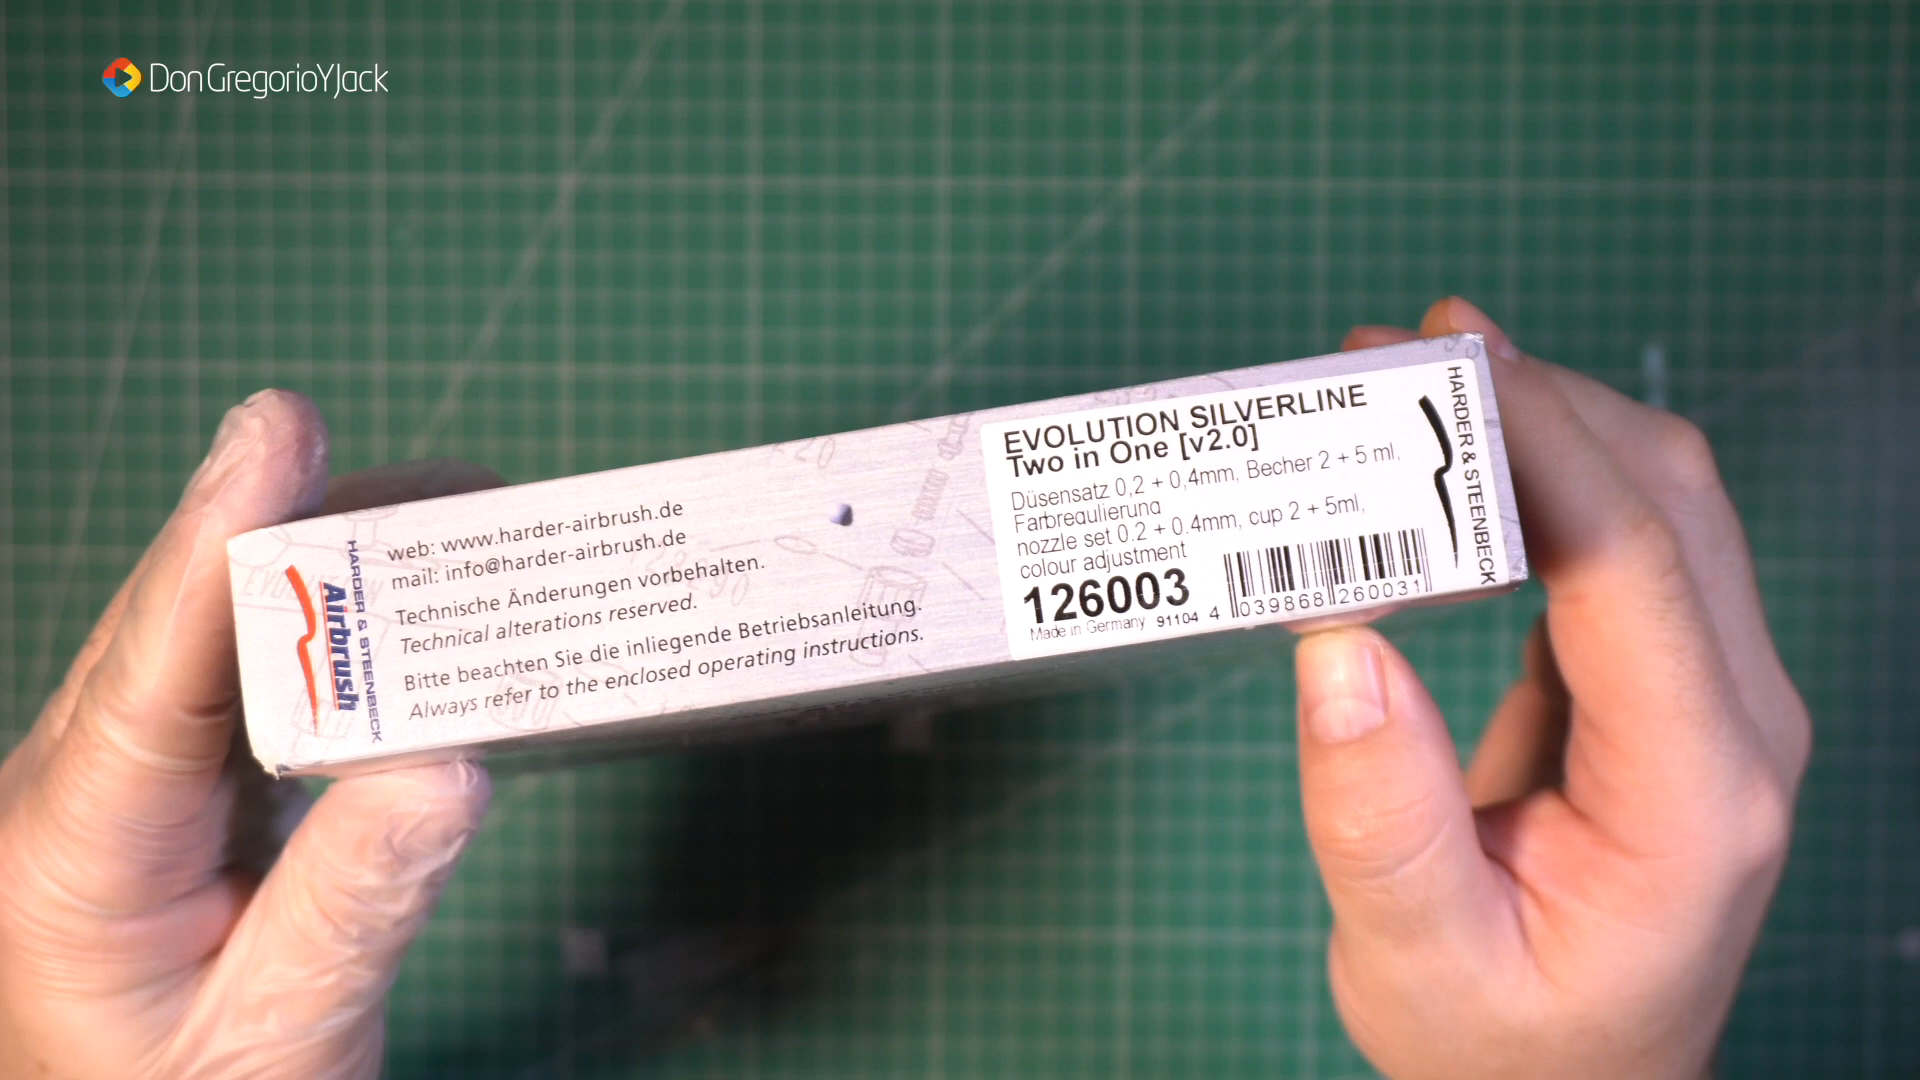 DonGregorioYJack
HARDER & STEENBECK
Airbrush
web: www.harder-airbrush.de
mail: info@harder-airbrush.de
Technische Änderungen vorbehalten.
Technical alterations reserved.
Bitte beachten Sie die inliegende Betriebsanleitung.
Always refer to the enclosed operating instructions.
EVOLUTION SILVERLINE
Two in One [v2.0]
Düsensatz 0,2 + 0,4mm, Becher 2 + 5 ml,
Farbregulierung
nozzle set 0.2 + 0.4mm, cup 2 + 5ml,
colour adjustment
126003
Made in Germany 91104
4 039868 260031
HARDER & STEENBECK